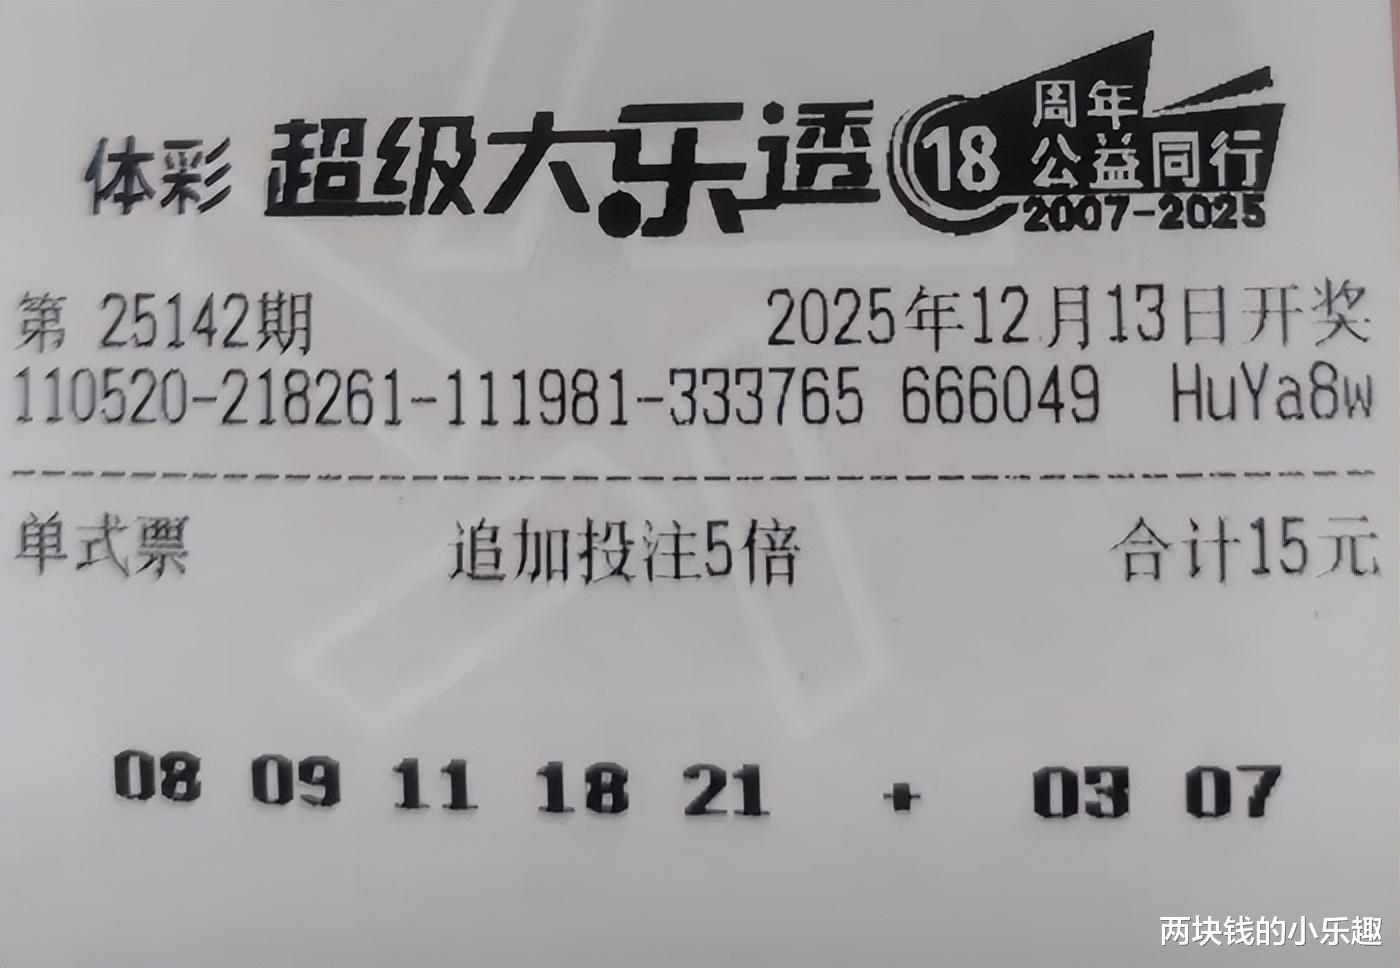 体彩 超级大乐透 18 周年
公益同行
2007-2025
第 25142期 2025年12月13日开奖
110520-218261-111981-333765 666049 HuYa8w
单式票 追加投注5倍 合计15元
08 09 11 18 21 + 03 07
两块钱的小乐趣